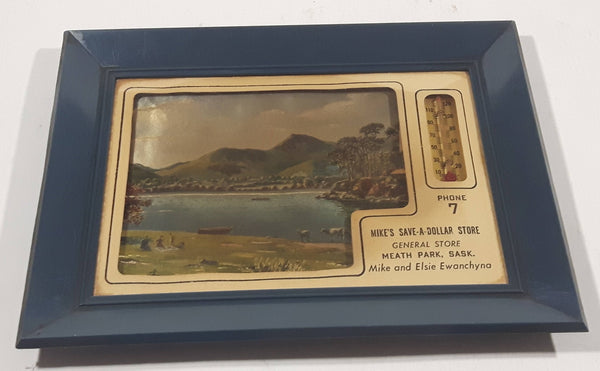 PHONE
7
MIKE'S SAVE-A-DOLLAR STORE
GENERAL STORE
MEATH PARK, SASK.
Mike and Elsie Ewanchyna